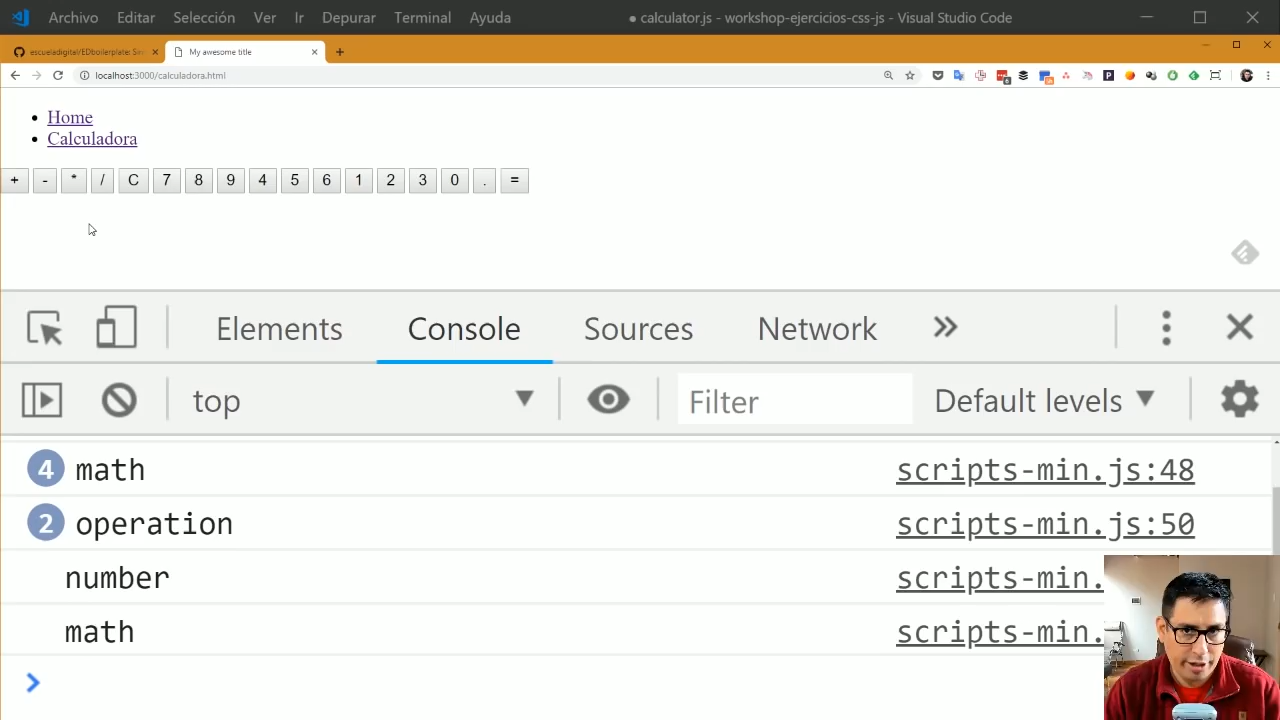 Archivo Editar Selección Ver Ir Depurar Terminal Ayuda ● calculator.js - workshop-ejercicios-css-js - Visual Studio Code
escueladigital/EDboilerplate: Sim My awesome title
localhost:3000/calculadora.html
Home
Calculadora
+ - * / C 7 8 9 4 5 6 1 2 3 0 . =
Elements Console Sources Network »
top Filter Default levels
4 math scripts-min.js:48
2 operation scripts-min.js:50
number scripts-min.
math scripts-min.